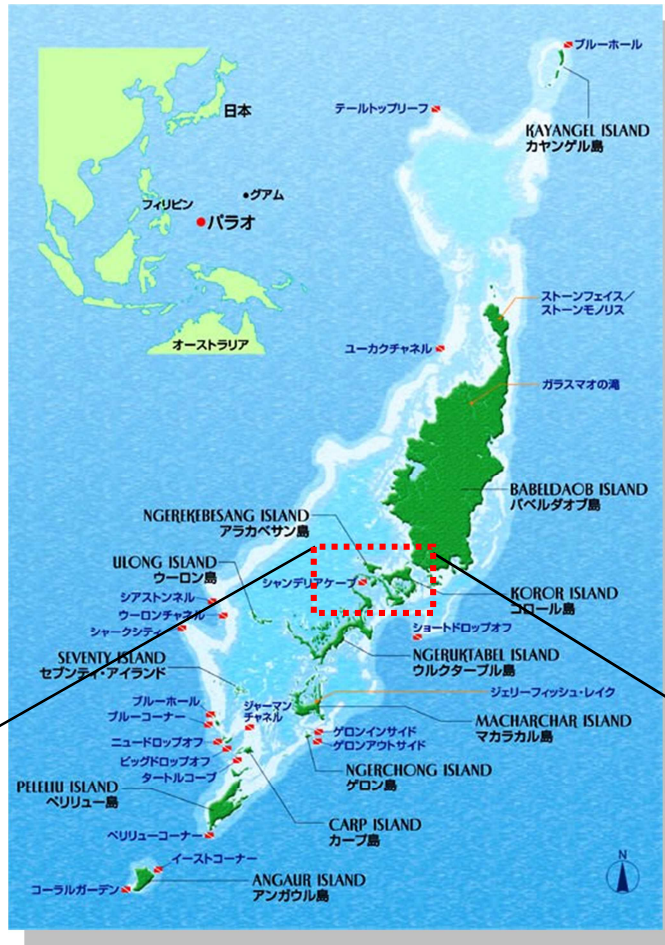 ブルーホール
テールトップリーフ
日本
KAYANGEL ISLAND
カヤンゲル島
フィリピン
グアム
パラオ
ストーンフェイス/
ストーンモノリス
オーストラリア
ユーカクチャネル
ガラスマオの滝
BABELDAOB ISLAND
バベルダオブ島
NGEREKEBESANG ISLAND
アラカベサン島
ULONG ISLAND
ウーロン島
シャンデリアケーブ
KOROR ISLAND
コロール島
シアストンネル
ウーロンチャネル
シャークシティ
ショートドロップオフ
NGERUKTABEL ISLAND
ウルクターブル島
SEVENTY ISLAND
セブンティ・アイランド
ジェリーフィッシュ・レイク
ブルーホール
ブルーコーナー
ジャーマン
チャネル
MACHARCHAR ISLAND
マカラカル島
ニュードロップオフ
ゲロンインサイド
ゲロンアウトサイド
ビッグドロップオフ
タートルコーブ
NGERCHONG ISLAND
ゲロン島
PELELIU ISLAND
ペリリュー島
CARP ISLAND
カープ島
ペリリューコーナー
イーストコーナー
N
ANGAUR ISLAND
アンガウル島
コーラルガーデン